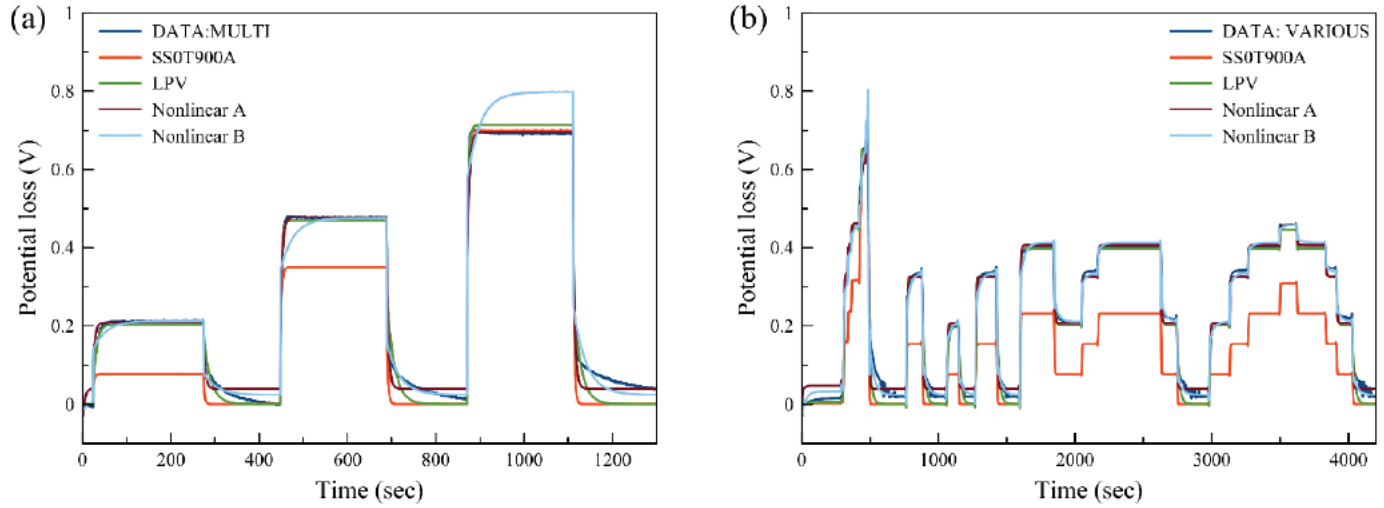 (a)
1
0.8
0.6
0.4
0.2
0
Potential loss (V)
DATA:MULTI
SS0T900A
LPV
Nonlinear A
Nonlinear B
0 200 400 600 800 1000 1200
Time (sec)
(b)
1
0.8
0.6
0.4
0.2
0
Potential loss (V)
DATA: VARIOUS
SS0T900A
LPV
Nonlinear A
Nonlinear B
0 1000 2000 3000 4000
Time (sec)